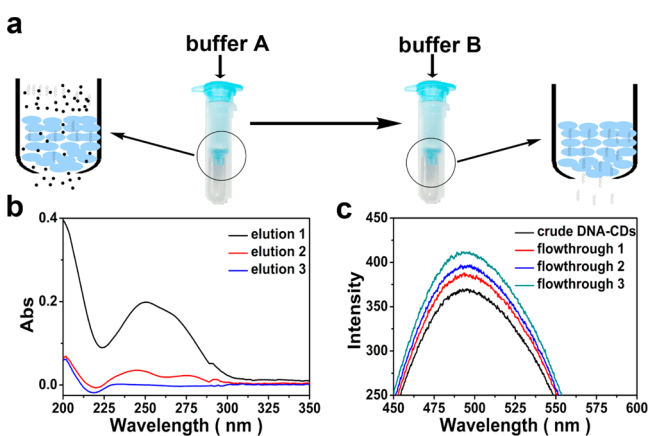 a
buffer A
buffer B
b
0.4
0.2
0.0
Abs
elution 1
elution 2
elution 3
200
225
250
275
300
325
350
Wavelength ( nm )
c
450
400
350
300
250
Intensity
crude DNA-CDs
flowthrough 1
flowthrough 2
flowthrough 3
450
475
500
525
550
575
600
Wavelength ( nm )